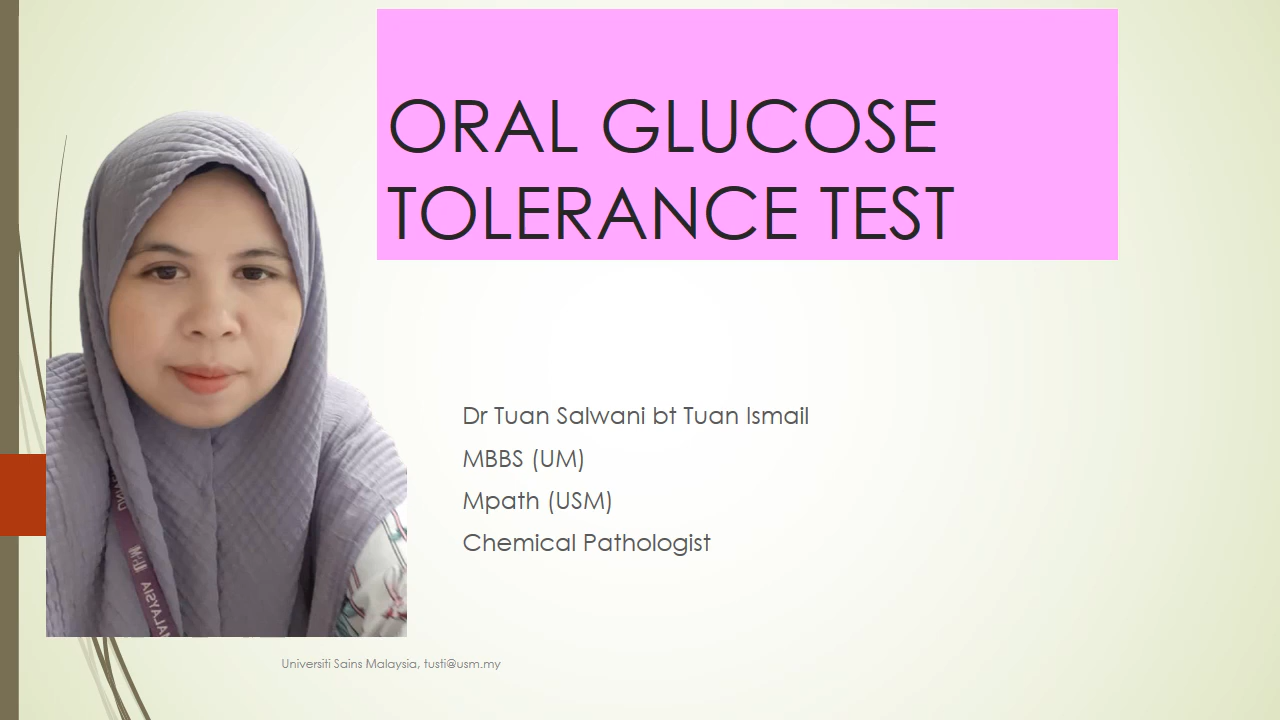 ORAL GLUCOSE
TOLERANCE TEST
Dr Tuan Salwani bt Tuan Ismail
MBBS (UM)
Mpath (USM)
Chemical Pathologist
MALAYSIA
Universiti Sains Malaysia, tusti@usm.my